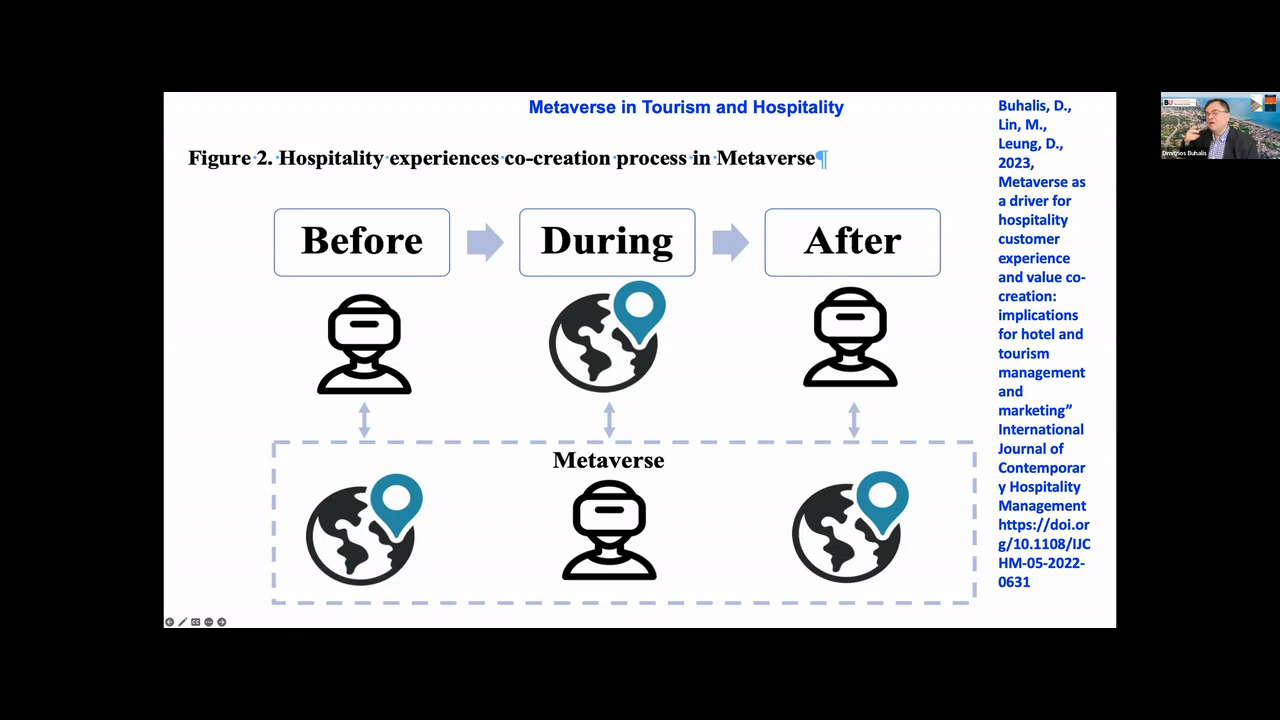 Metaverse in Tourism and Hospitality
Figure·2.·Hospitality·experiences·co-creation·process·in·Metaverse¶
Before
During
After
Metaverse
Buhalis, D.,
Lin, M.,
Leung, D.,
2023,
Metaverse as
a driver for
hospitality
customer
experience
and value co-
creation:
implications
for hotel and
tourism
management
and
marketing”
International
Journal of
Contemporar
y Hospitality
Management
https://doi.or
g/10.1108/IJC
HM-05-2022-
0631
BU
Dimitrios Buhalis